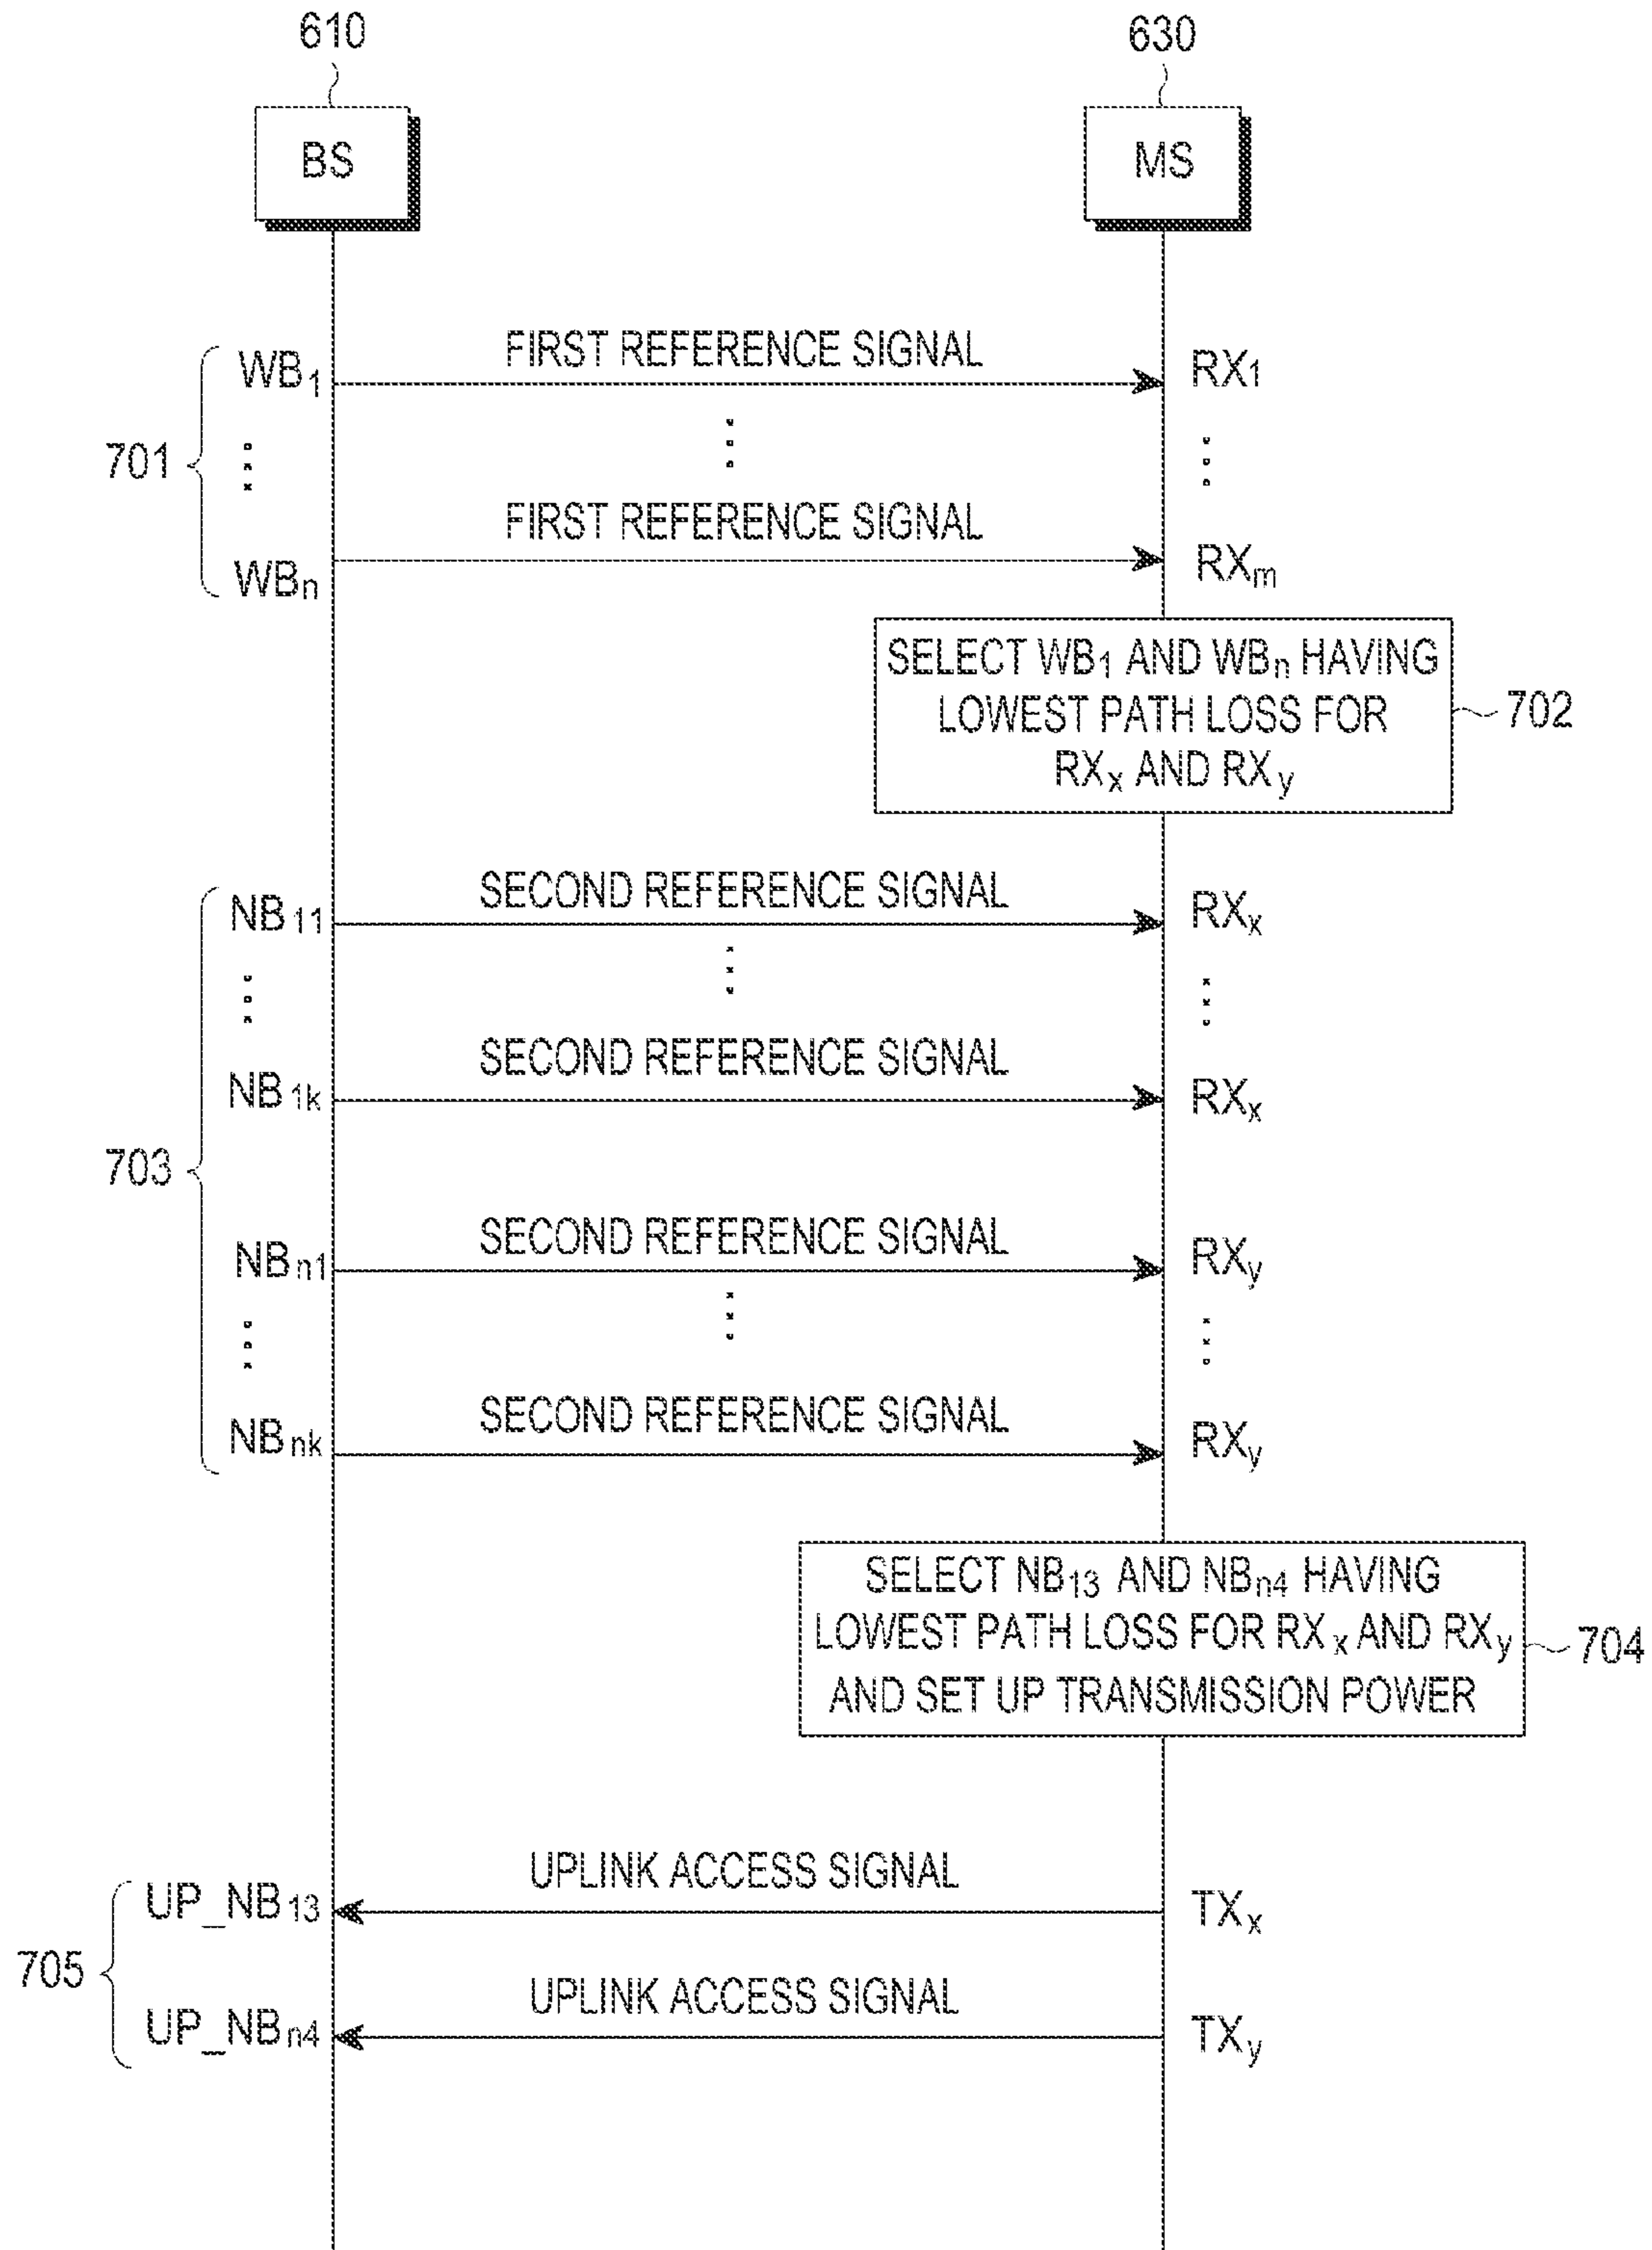 610
630
BS
MS
FIRST REFERENCE SIGNAL
WB1
RX1
701
FIRST REFERENCE SIGNAL
WBn
RXm
SELECT WB1 AND WBn HAVING
LOWEST PATH LOSS FOR
RXx AND RXy
702
SECOND REFERENCE SIGNAL
NB11
RXx
SECOND REFERENCE SIGNAL
NB1k
RXx
703
SECOND REFERENCE SIGNAL
NBn1
RXy
SECOND REFERENCE SIGNAL
NBnk
RXy
SELECT NB13 AND NBn4 HAVING
LOWEST PATH LOSS FOR RXx AND RXy
AND SET UP TRANSMISSION POWER
704
UPLINK ACCESS SIGNAL
UP_NB13
TXx
705
UPLINK ACCESS SIGNAL
UP_NBn4
TXy